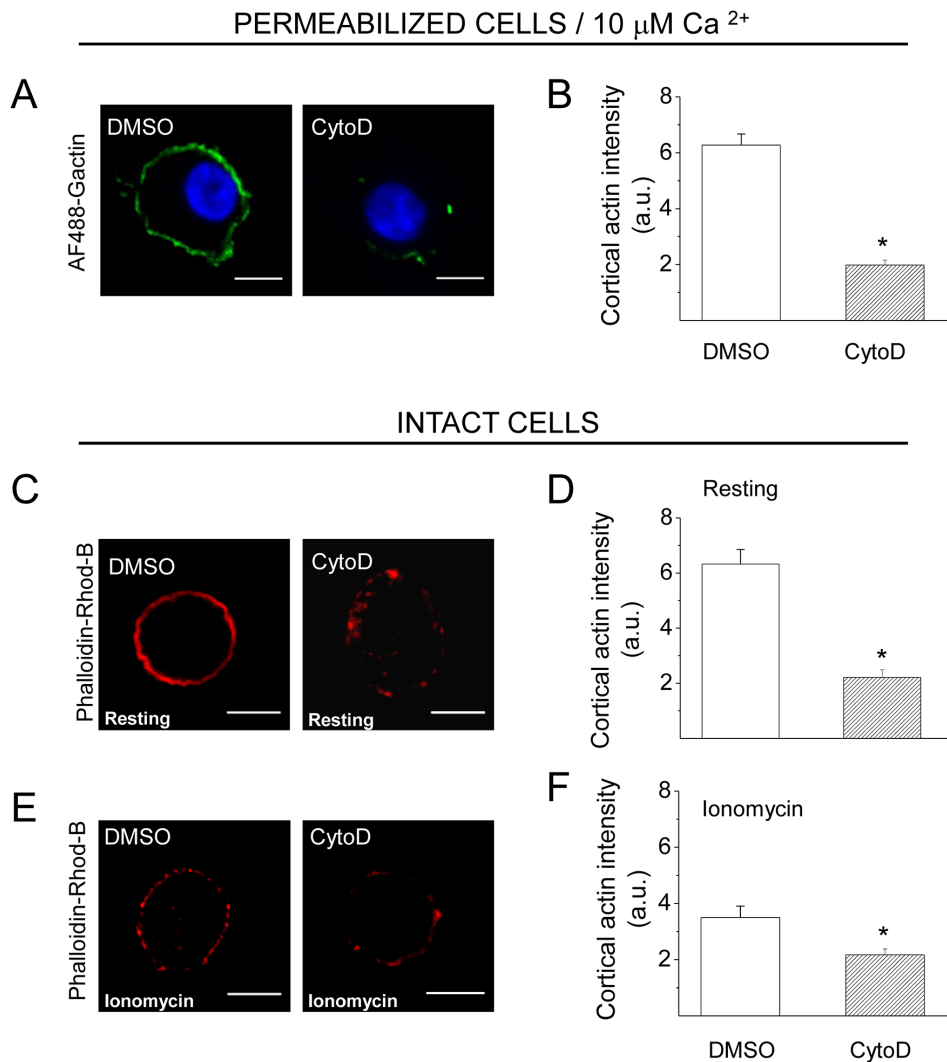 PERMEABILIZED CELLS / 10 μM Ca 2+
A
AF488-Gactin
DMSO
CytoD
B
Cortical actin intensity
(a.u.)
8
6
4
2
*
DMSO
CytoD
INTACT CELLS
C
Phalloidin-Rhod-B
DMSO
Resting
CytoD
Resting
D
Resting
Cortical actin intensity
(a.u.)
8
6
4
2
*
E
Phalloidin-Rhod-B
DMSO
Ionomycin
CytoD
Ionomycin
F
Ionomycin
Cortical actin intensity
(a.u.)
8
6
4
2
*
DMSO
CytoD